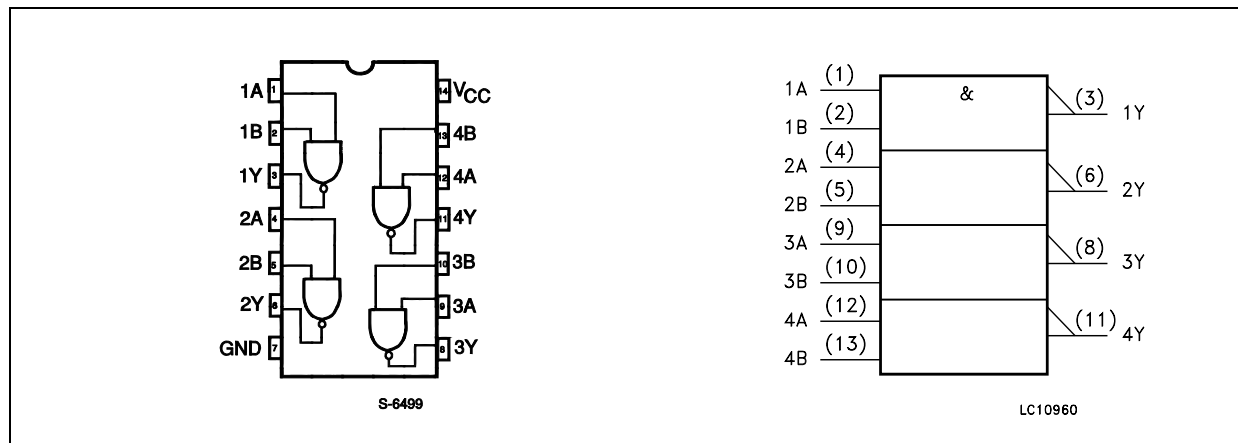 1A 1 14 VCC
1B 2 13 4B
1Y 3 12 4A
2A 4 11 4Y
2B 5 10 3B
2Y 6 9 3A
GND 7 8 3Y
S-6499
&
1A (1)
1B (2)
2A (4)
2B (5)
3A (9)
3B (10)
4A (12)
4B (13)
(3) 1Y
(6) 2Y
(8) 3Y
(11) 4Y
LC10960